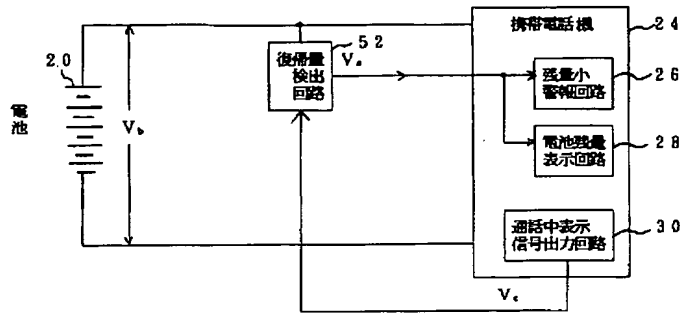 携帯電話機
24
20
52
復帰量
検出
回路
Va
残量小
警報回路
26
電池
Vb
電池残量
表示回路
28
通話中表示
信号出力回路
30
Vc